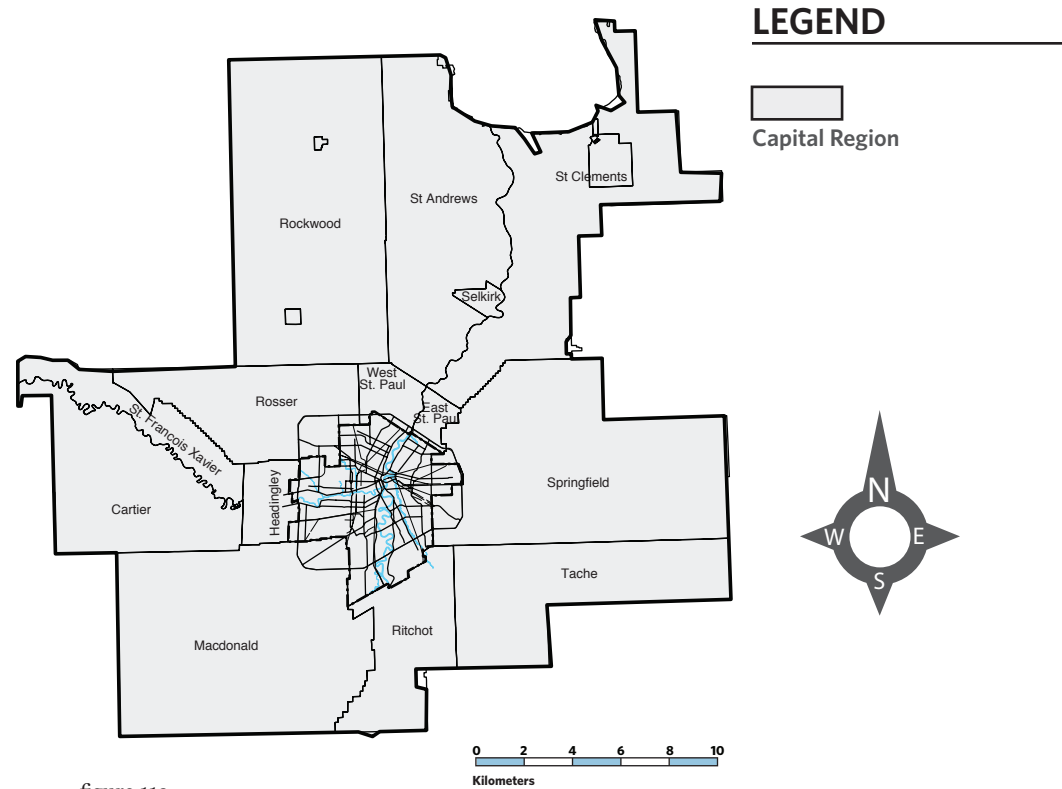 LEGEND
Capital Region
St Clements
St Andrews
Rockwood
Selkirk
West
St. Paul
East
St. Paul
Rosser
St. Francois Xavier
Headingley
Springfield
Cartier
N
W
E
S
Tache
Ritchot
Macdonald
0 2 4 6 8 10
Kilometers